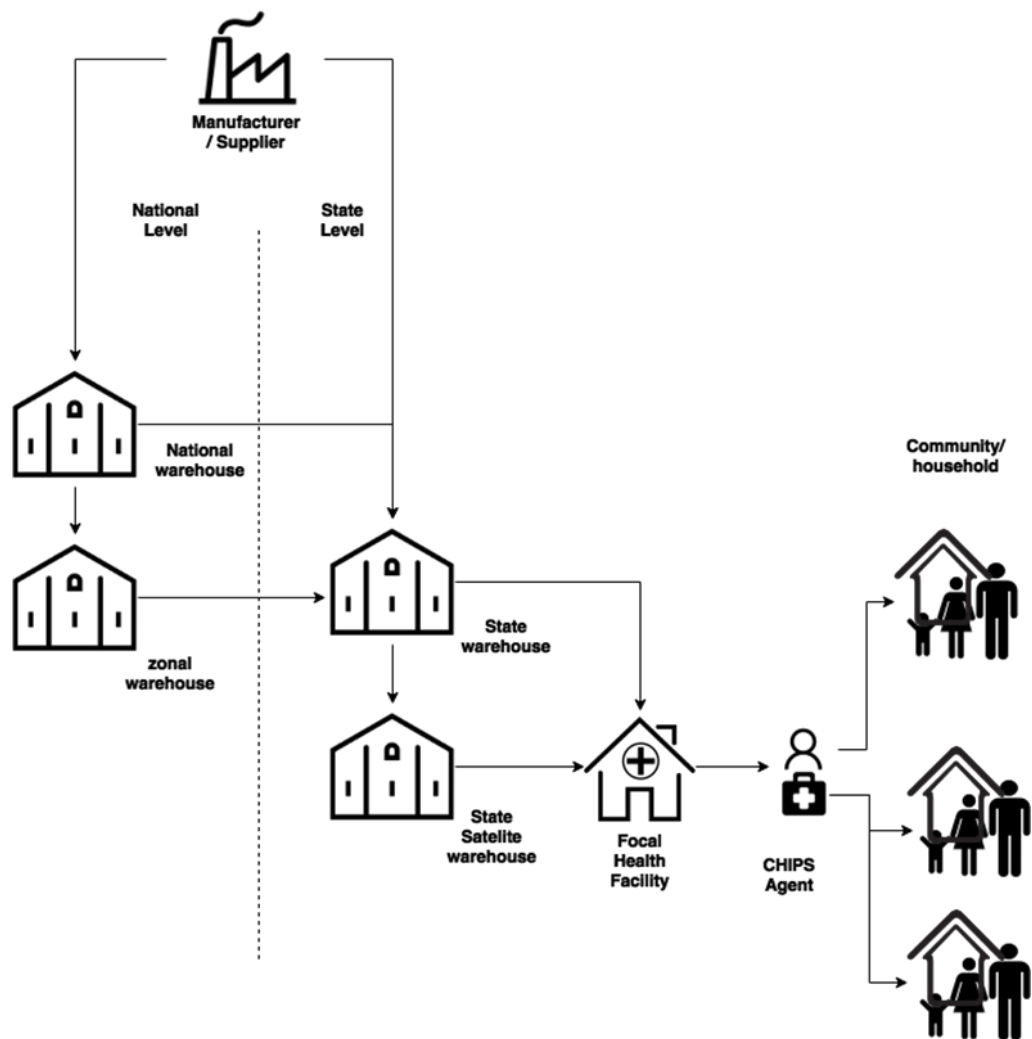 Manufacturer
/ Supplier
National
Level
State
Level
National
warehouse
Community/
household
State
warehouse
zonal
warehouse
State
Satelite
warehouse
Focal
Health
Facility
CHIPS
Agent